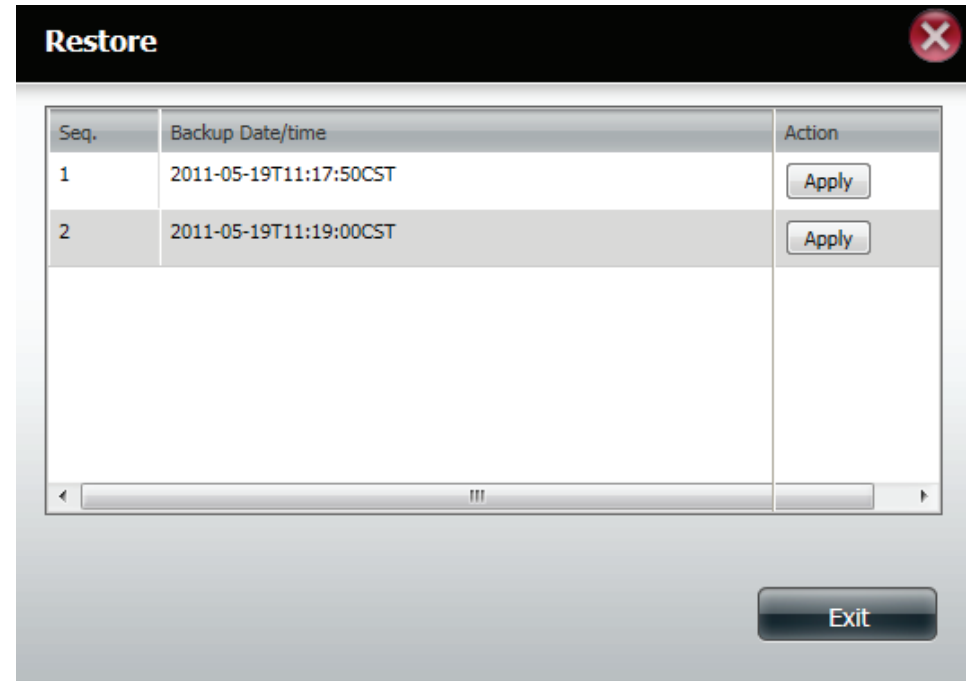 Restore
Seq. Backup Date/time Action
1 2011-05-19T11:17:50CST Apply
2 2011-05-19T11:19:00CST Apply
Exit